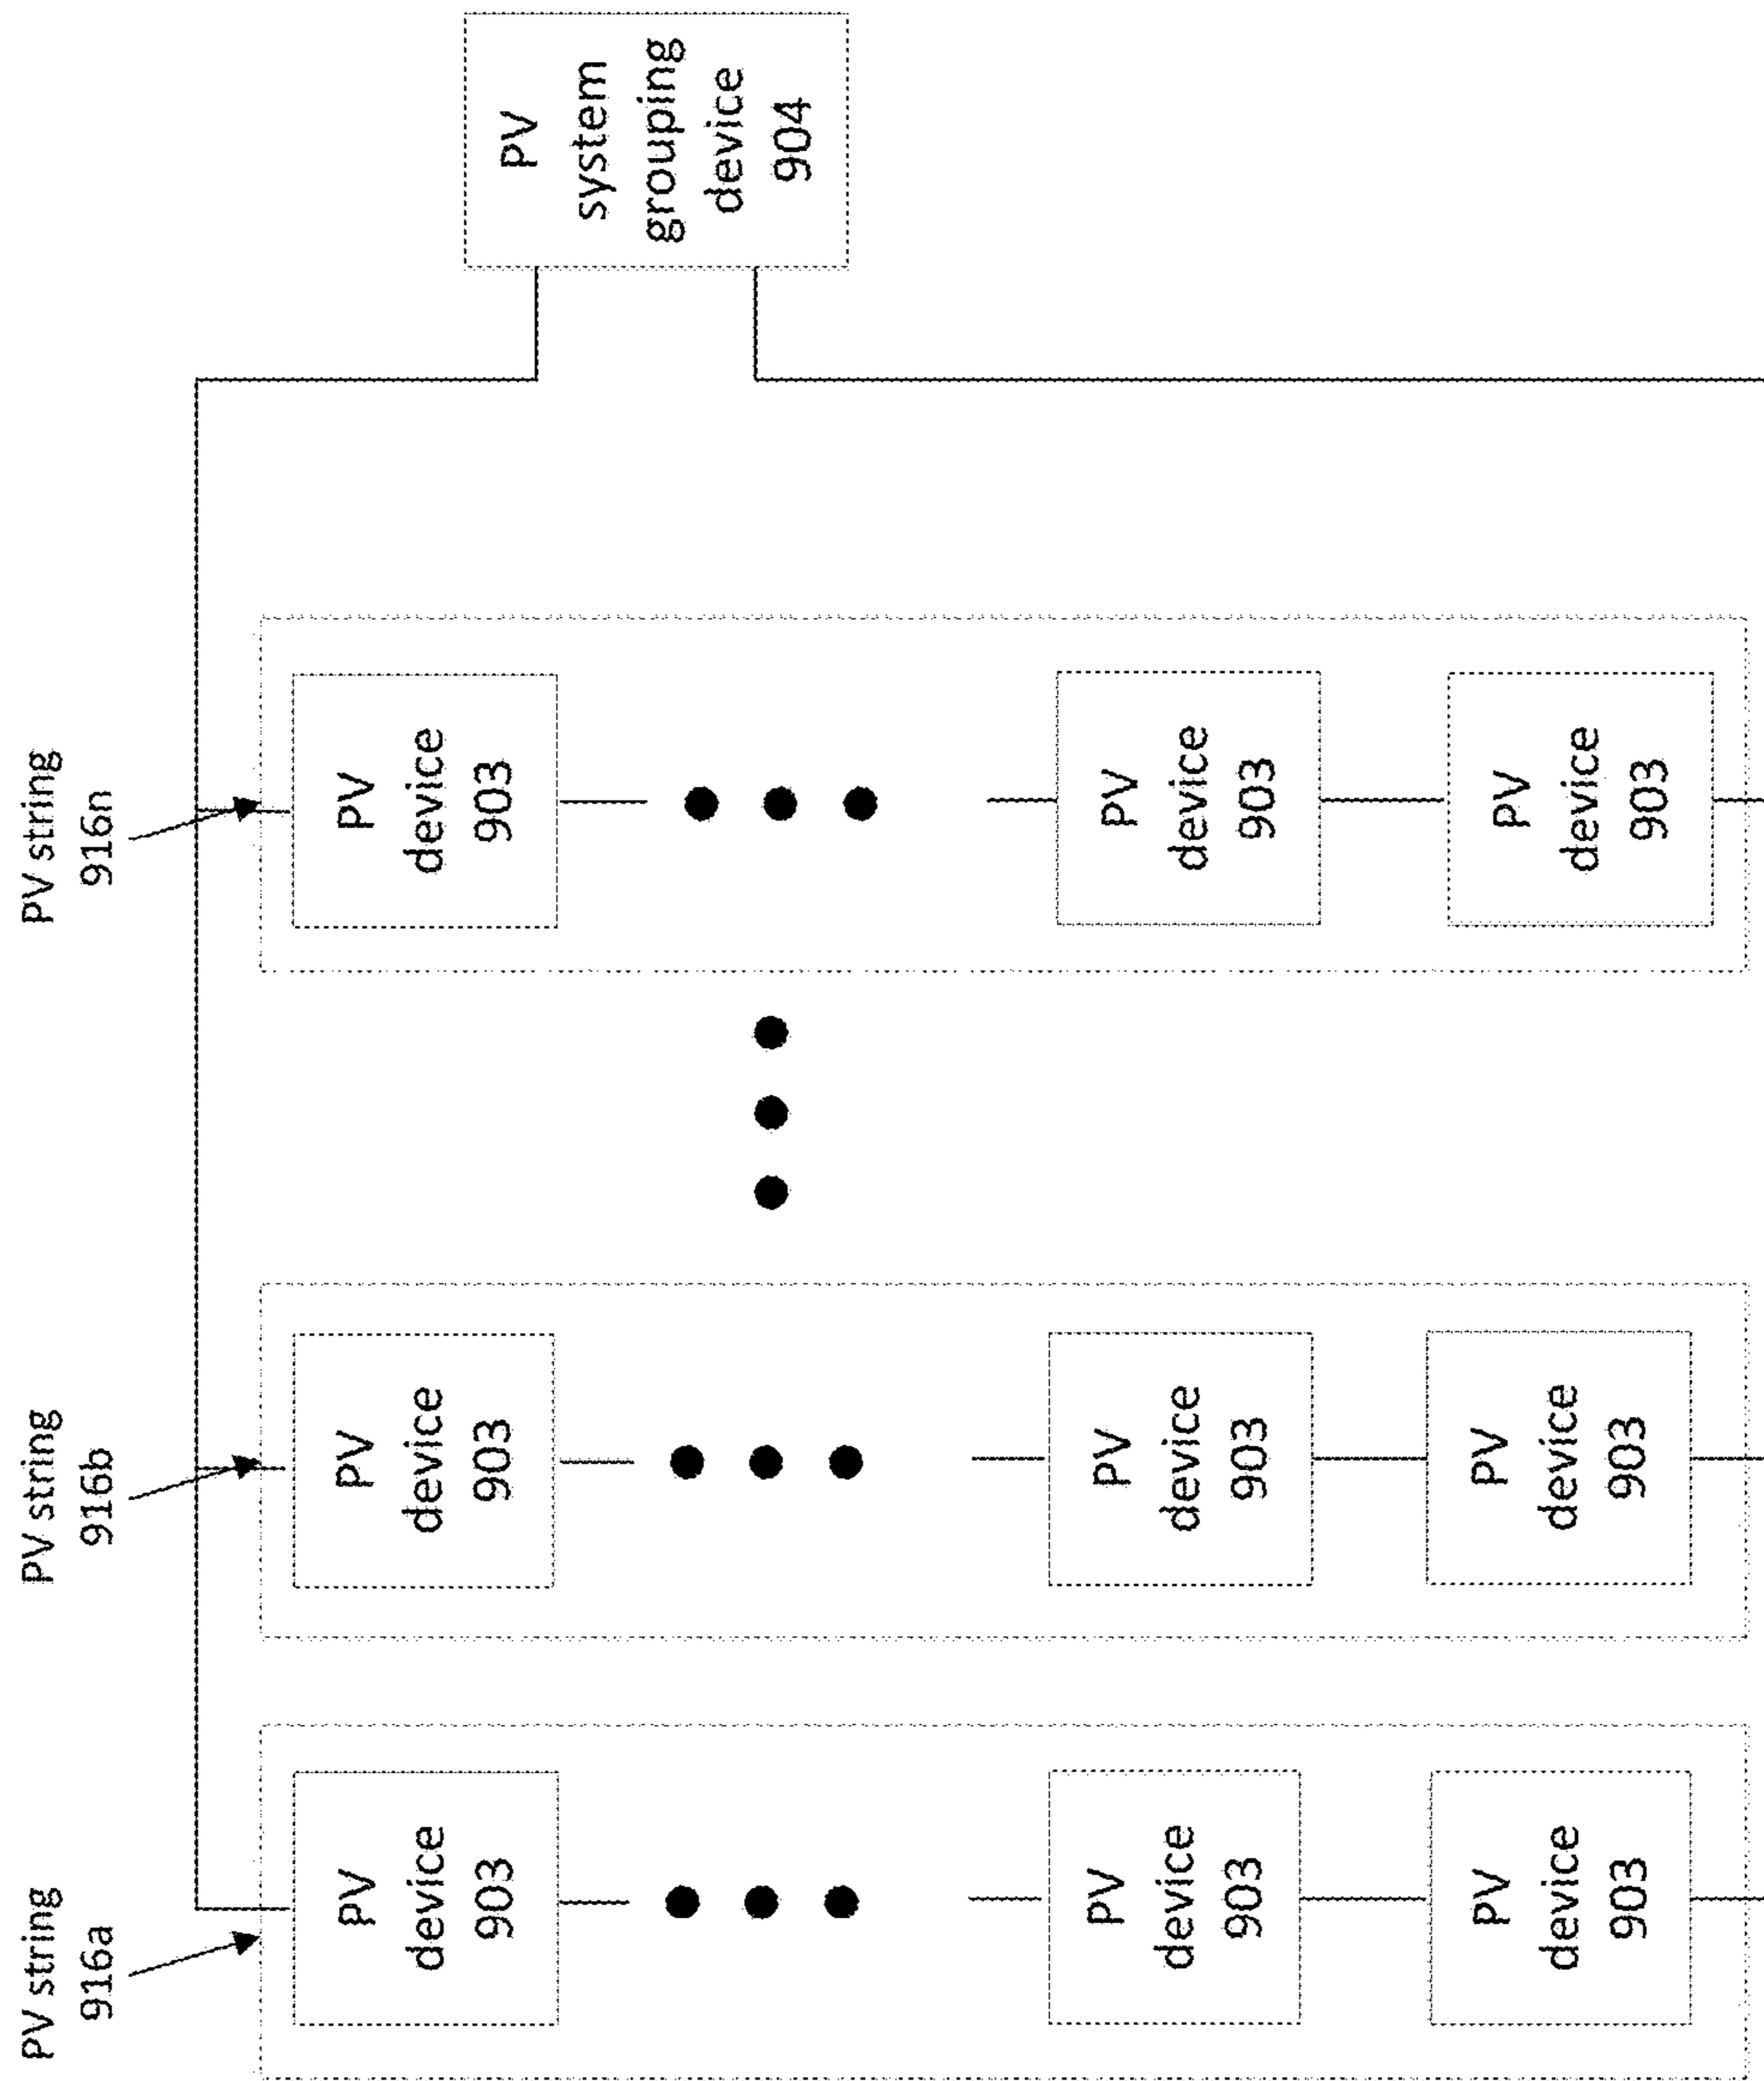 PV string
916a
PV string
916b
PV string
916n
PV
device
903
PV
device
903
PV
device
903
PV
system
grouping
device
904
PV
device
903
PV
device
903
PV
device
903
PV
device
903
PV
device
903
PV
device
903